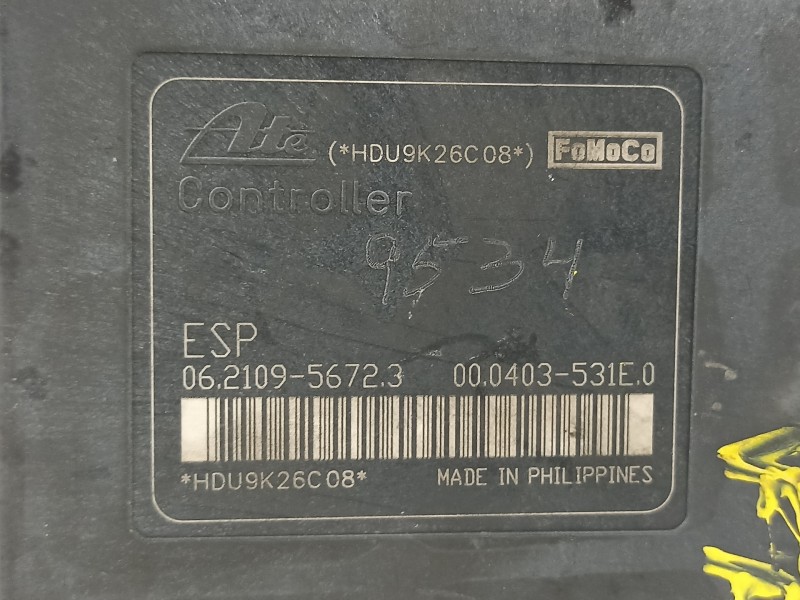 Ate (*HDU9K26C08*) FoMoCo
Controller
9534
ESP
06.2109-5672.3 00.0403-531E.0
*HDU9K26C08* MADE IN PHILIPPINES